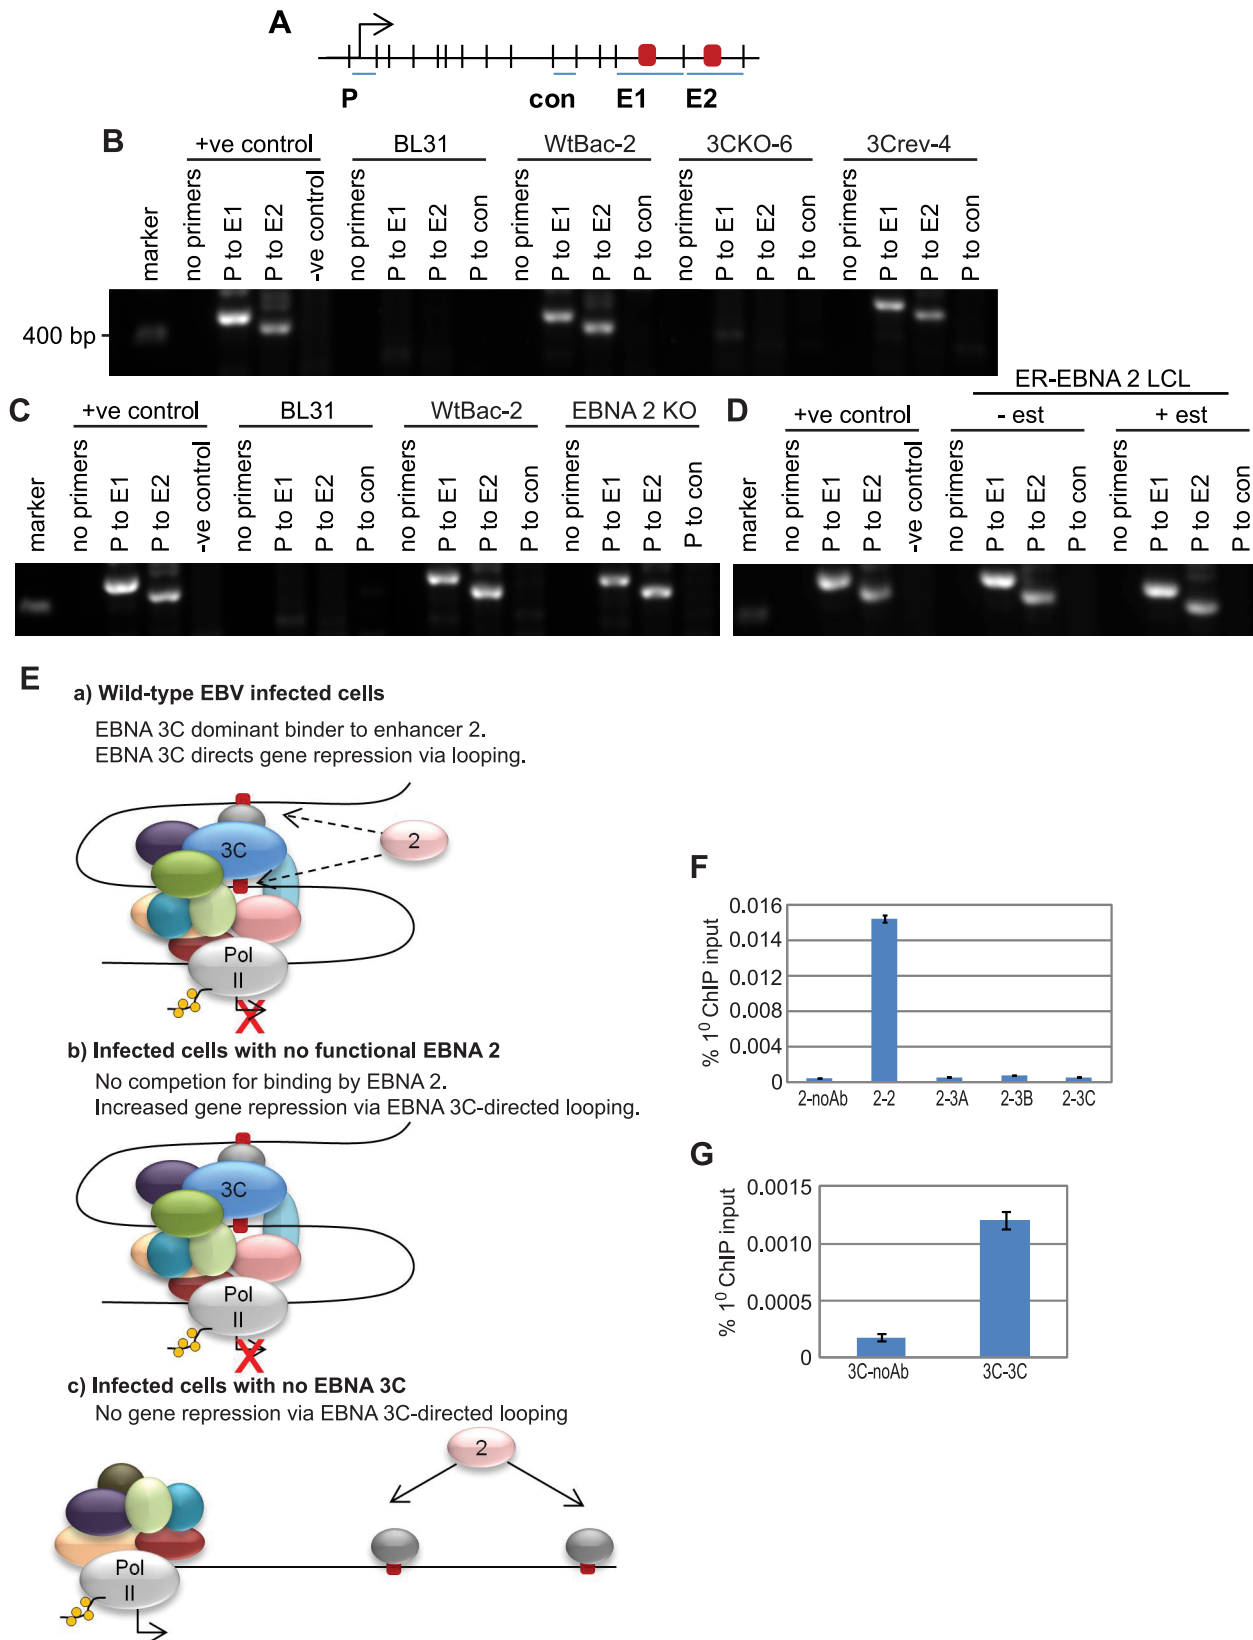 A
P con E1 E2
B
+ve control BL31 WtBac-2 3CKO-6 3Crev-4
marker
no primers
P to E1
P to E2
-ve control
no primers
P to E1
P to E2
P to con
no primers
P to E1
P to E2
P to con
no primers
P to E1
P to E2
P to con
no primers
P to E1
P to E2
P to con
400 bp
C
+ve control BL31 WtBac-2 EBNA 2 KO
marker
no primers
P to E1
P to E2
-ve control
no primers
P to E1
P to E2
P to con
no primers
P to E1
P to E2
P to con
no primers
P to E1
P to E2
P to con
D
ER-EBNA 2 LCL
+ve control - est + est
marker
no primers
P to E1
P to E2
-ve control
no primers
P to E1
P to E2
P to con
no primers
P to E1
P to E2
P to con
E
a) Wild-type EBV infected cells
EBNA 3C dominant binder to enhancer 2.
EBNA 3C directs gene repression via looping.
3C
2
Pol
II
X
b) Infected cells with no functional EBNA 2
No competion for binding by EBNA 2.
Increased gene repression via EBNA 3C-directed looping.
3C
Pol
II
X
c) Infected cells with no EBNA 3C
No gene repression via EBNA 3C-directed looping
2
Pol
II
F
% 1⁰ ChIP input
0.016
0.014
0.012
0.008
0.004
0
2-noAb 2-2 2-3A 2-3B 2-3C
G
% 1⁰ ChIP input
0.0015
0.0010
0.0005
0
3C-noAb 3C-3C